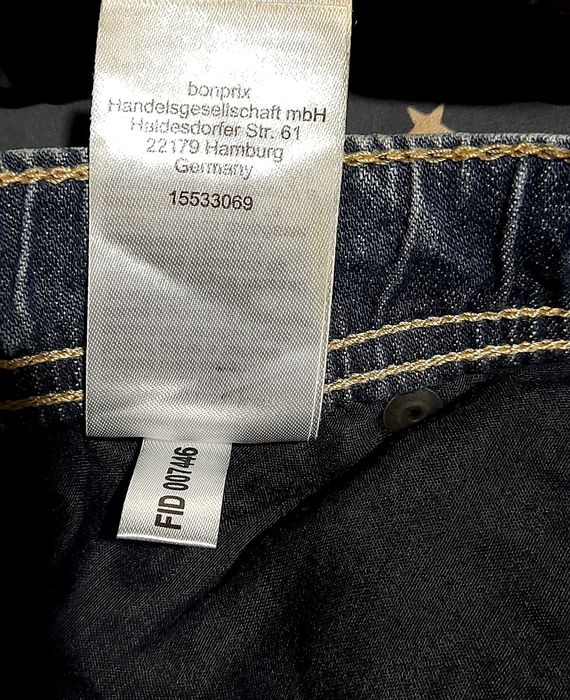 bonprix
Handelsgesellschaft mbH
Haldesdorfer Str. 61
22179 Hamburg
Germany
15533069
FID 007446